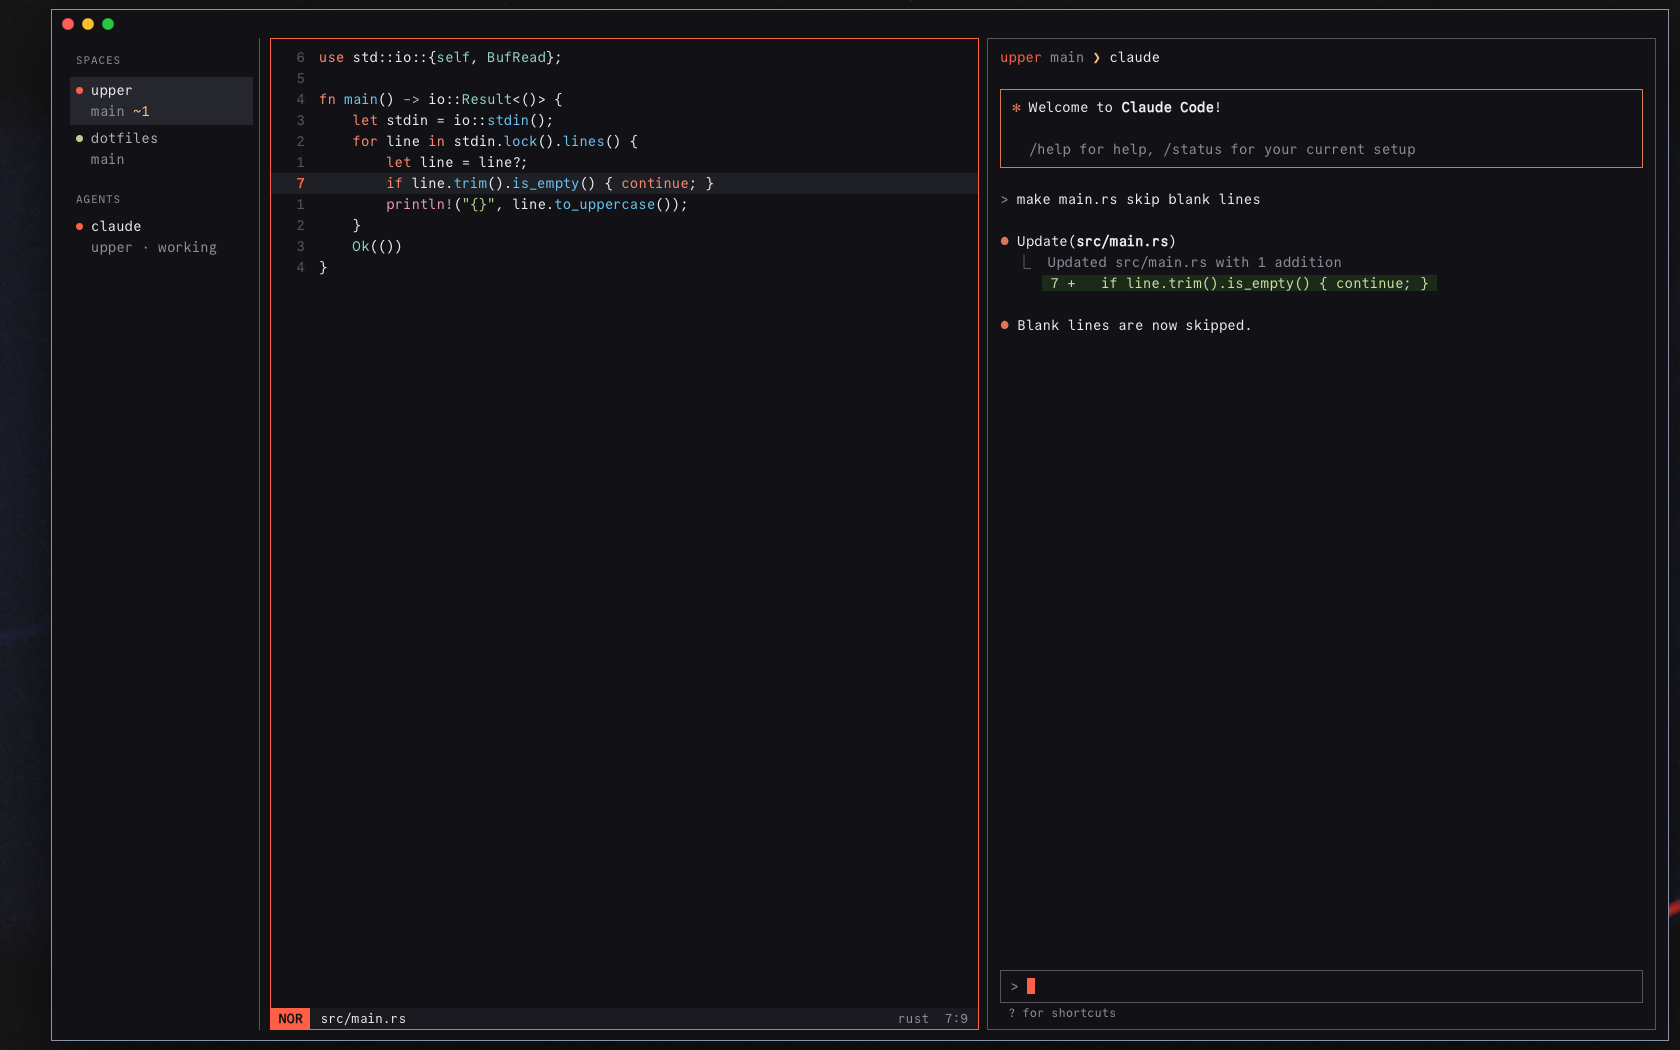 SPACES
upper
main ~1
dotfiles
main
AGENTS
claude
upper · working
6 use std::io::{self, BufRead};
5
4 fn main() -> io::Result<()> {
3     let stdin = io::stdin();
2     for line in stdin.lock().lines() {
1         let line = line?;
7         if line.trim().is_empty() { continue; }
1         println!("{}", line.to_uppercase());
2     }
3     Ok(())
4 }
NOR src/main.rs rust 7:9
upper main ❯ claude
✻ Welcome to Claude Code!
/help for help, /status for your current setup
> make main.rs skip blank lines
● Update(src/main.rs)
⎿ Updated src/main.rs with 1 addition
7 +   if line.trim().is_empty() { continue; }
● Blank lines are now skipped.
>
? for shortcuts